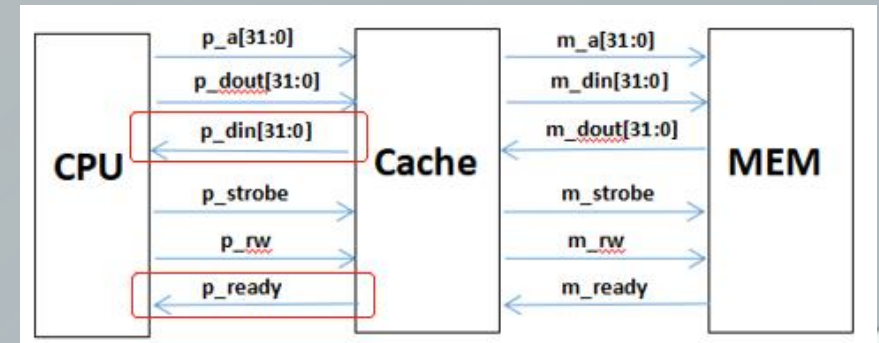 p_a[31:0]
m_a[31:0]
p_dout[31:0]
m_din[31:0]
p_din[31:0]
m_dout[31:0]
CPU
Cache
MEM
p_strobe
m_strobe
p_rw
m_rw
p_ready
m_ready